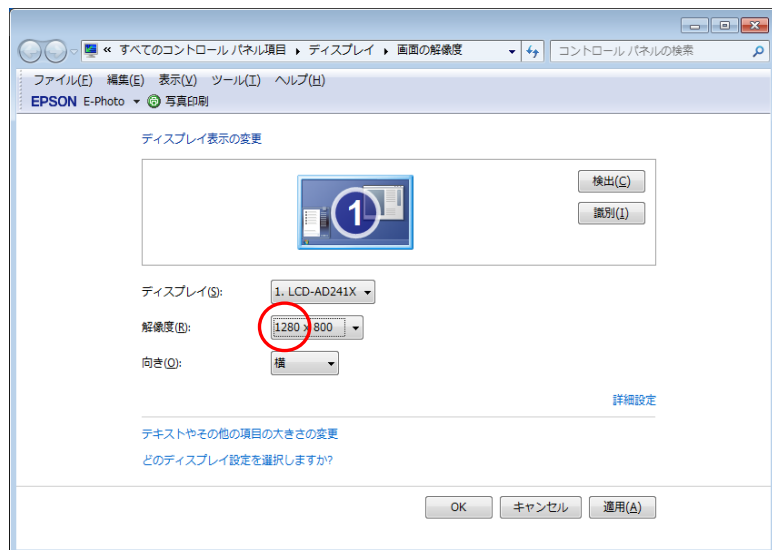 « すべてのコントロール パネル項目 ▸ ディスプレイ ▸ 画面の解像度
コントロール パネルの検索
ファイル(F) 編集(E) 表示(V) ツール(T) ヘルプ(H)
EPSON E-Photo 写真印刷
ディスプレイ表示の変更
1
検出(C)
識別(I)
ディスプレイ(S): 1. LCD-AD241X
解像度(R): 1280 x 800
向き(O): 横
詳細設定
テキストやその他の項目の大きさの変更
どのディスプレイ設定を選択しますか?
OK キャンセル 適用(A)